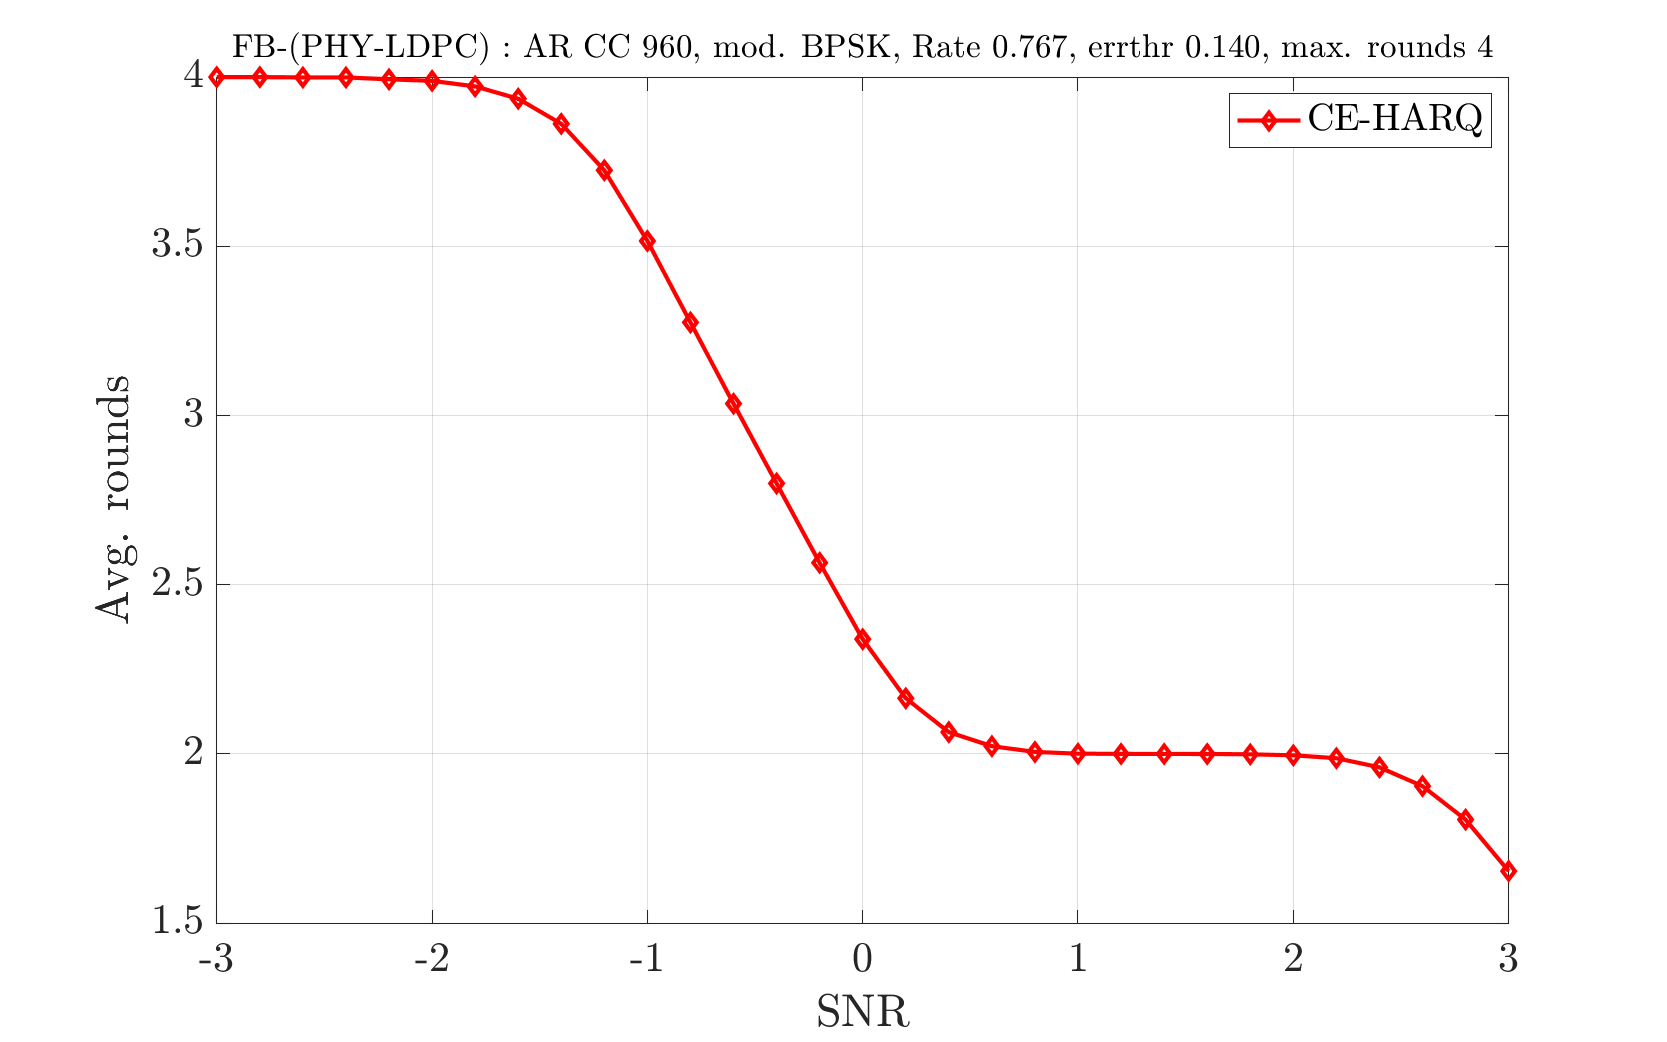 FB-(PHY-LDPC) : AR CC 960, mod. BPSK, Rate 0.767, errthr 0.140, max. rounds 4
CE-HARQ
4
3.5
3
2.5
2
1.5
Avg. rounds
-3 -2 -1 0 1 2 3
SNR